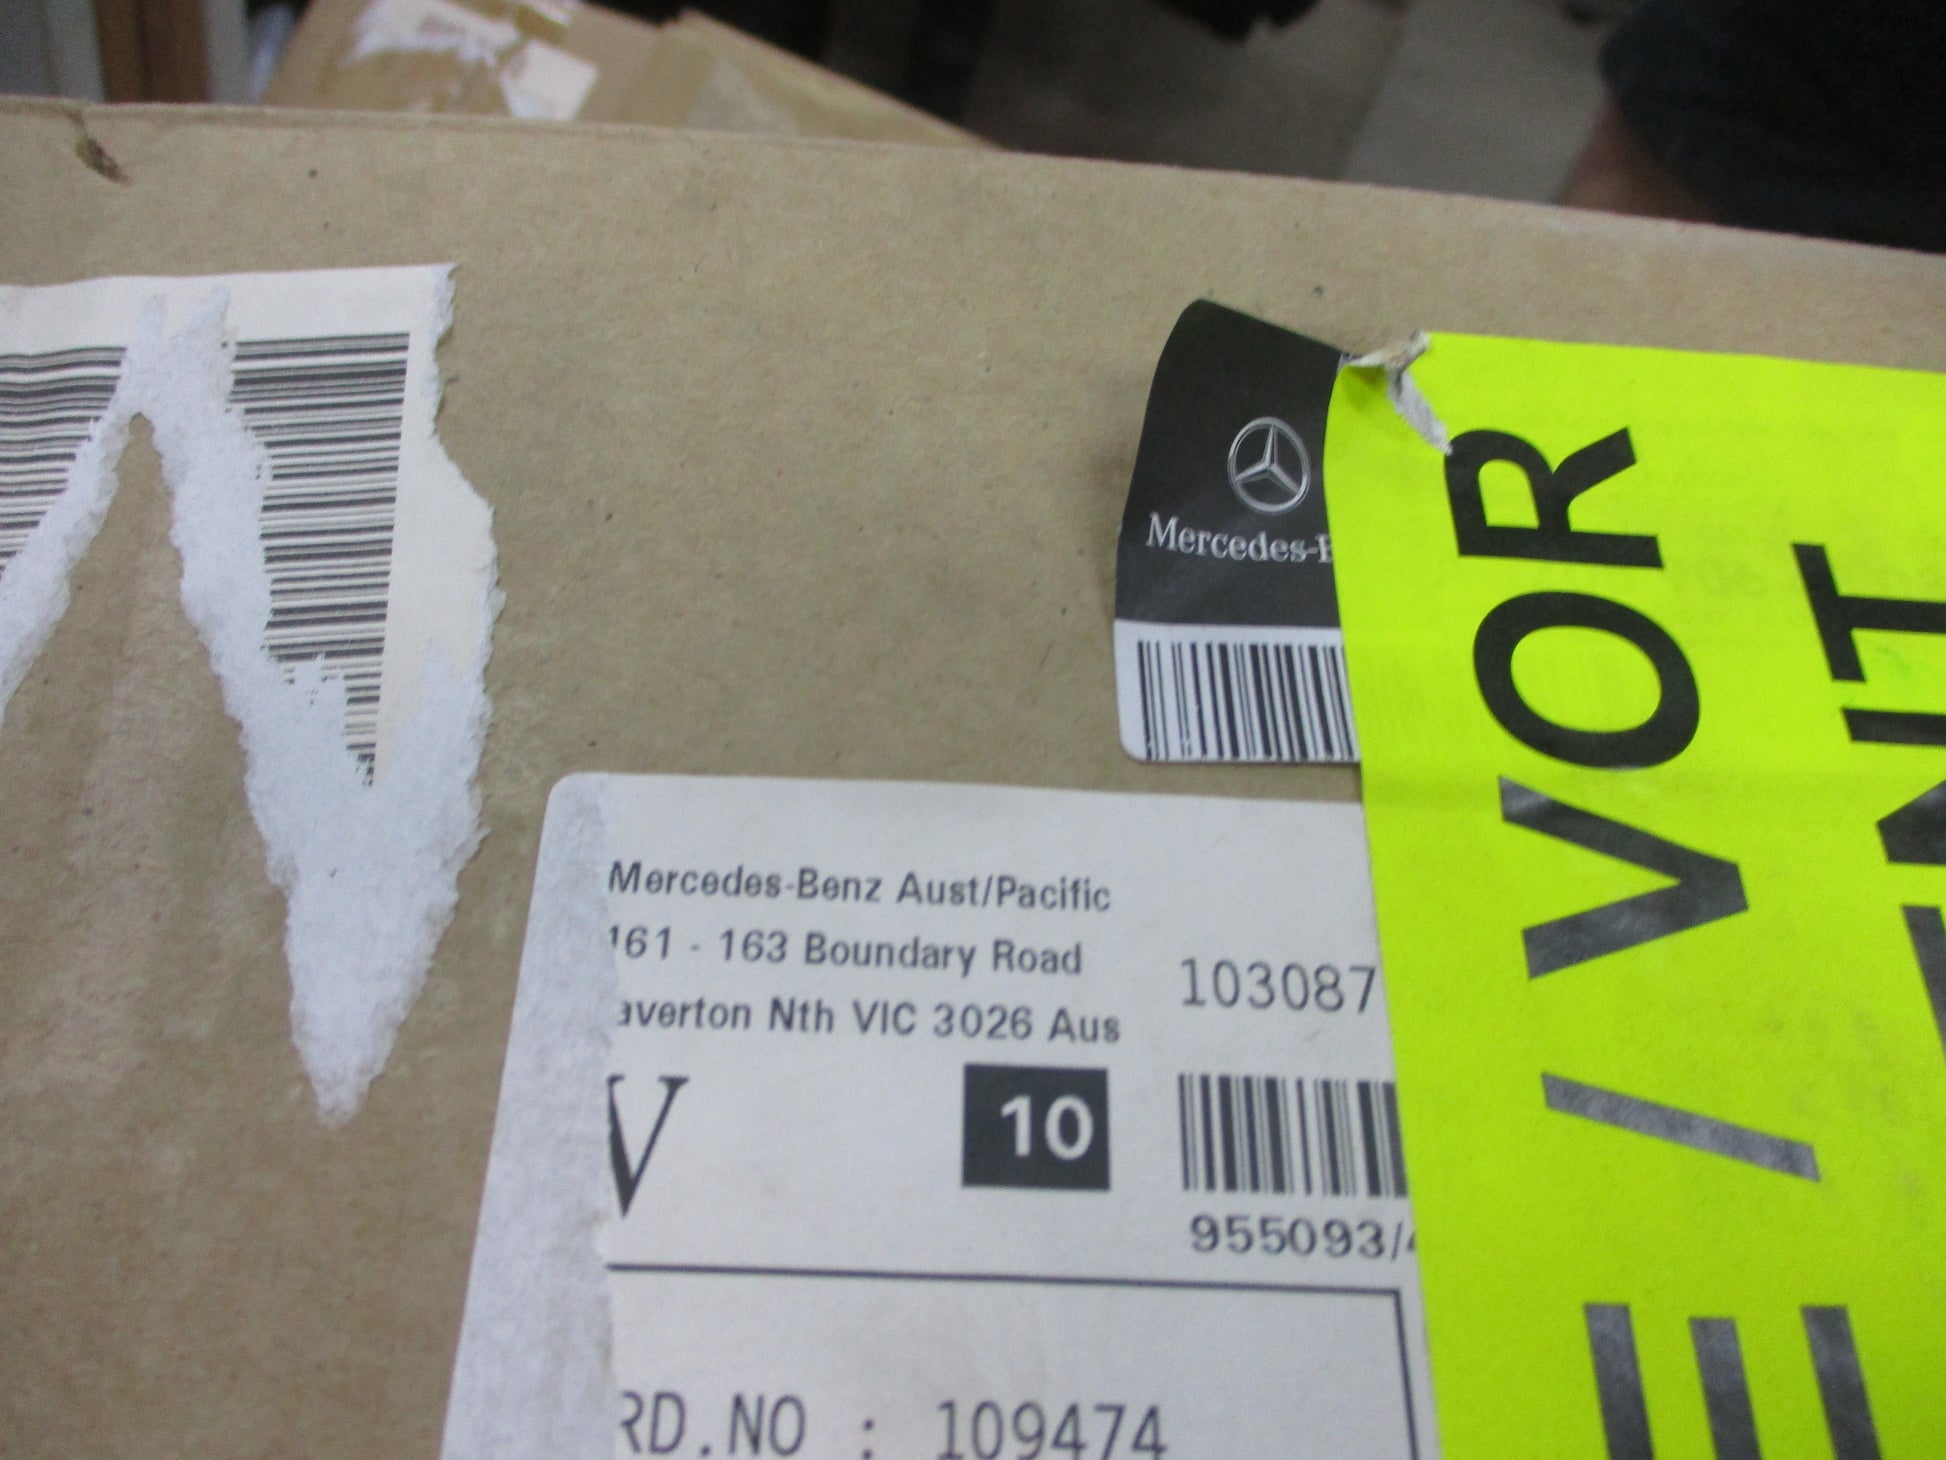 Mercedes-B
Mercedes-Benz Aust/Pacific
161 - 163 Boundary Road
averton Nth VIC 3026 Aus
103087
V
10
955093/4
RD.NO : 109474
E / VOR